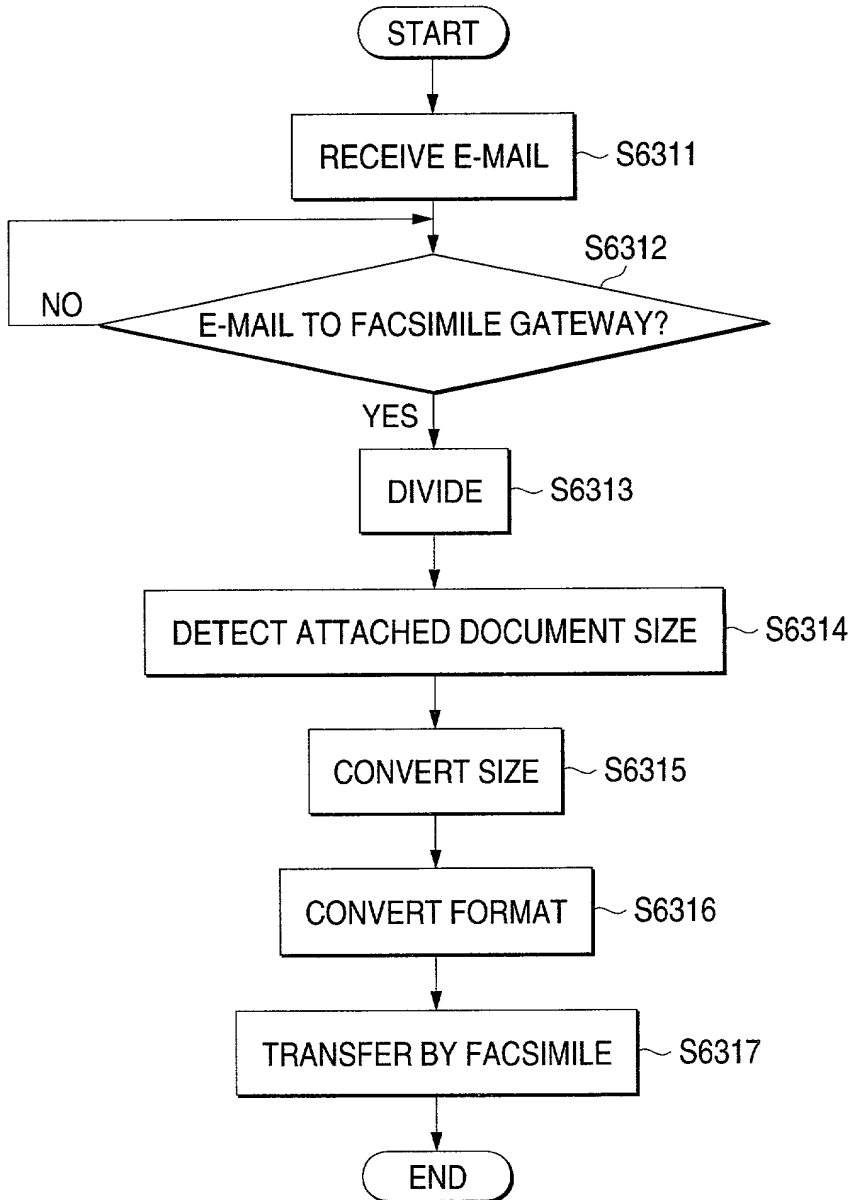 START
RECEIVE E-MAIL
S6311
S6312
NO
E-MAIL TO FACSIMILE GATEWAY?
YES
DIVIDE
S6313
DETECT ATTACHED DOCUMENT SIZE
S6314
CONVERT SIZE
S6315
CONVERT FORMAT
S6316
TRANSFER BY FACSIMILE
S6317
END